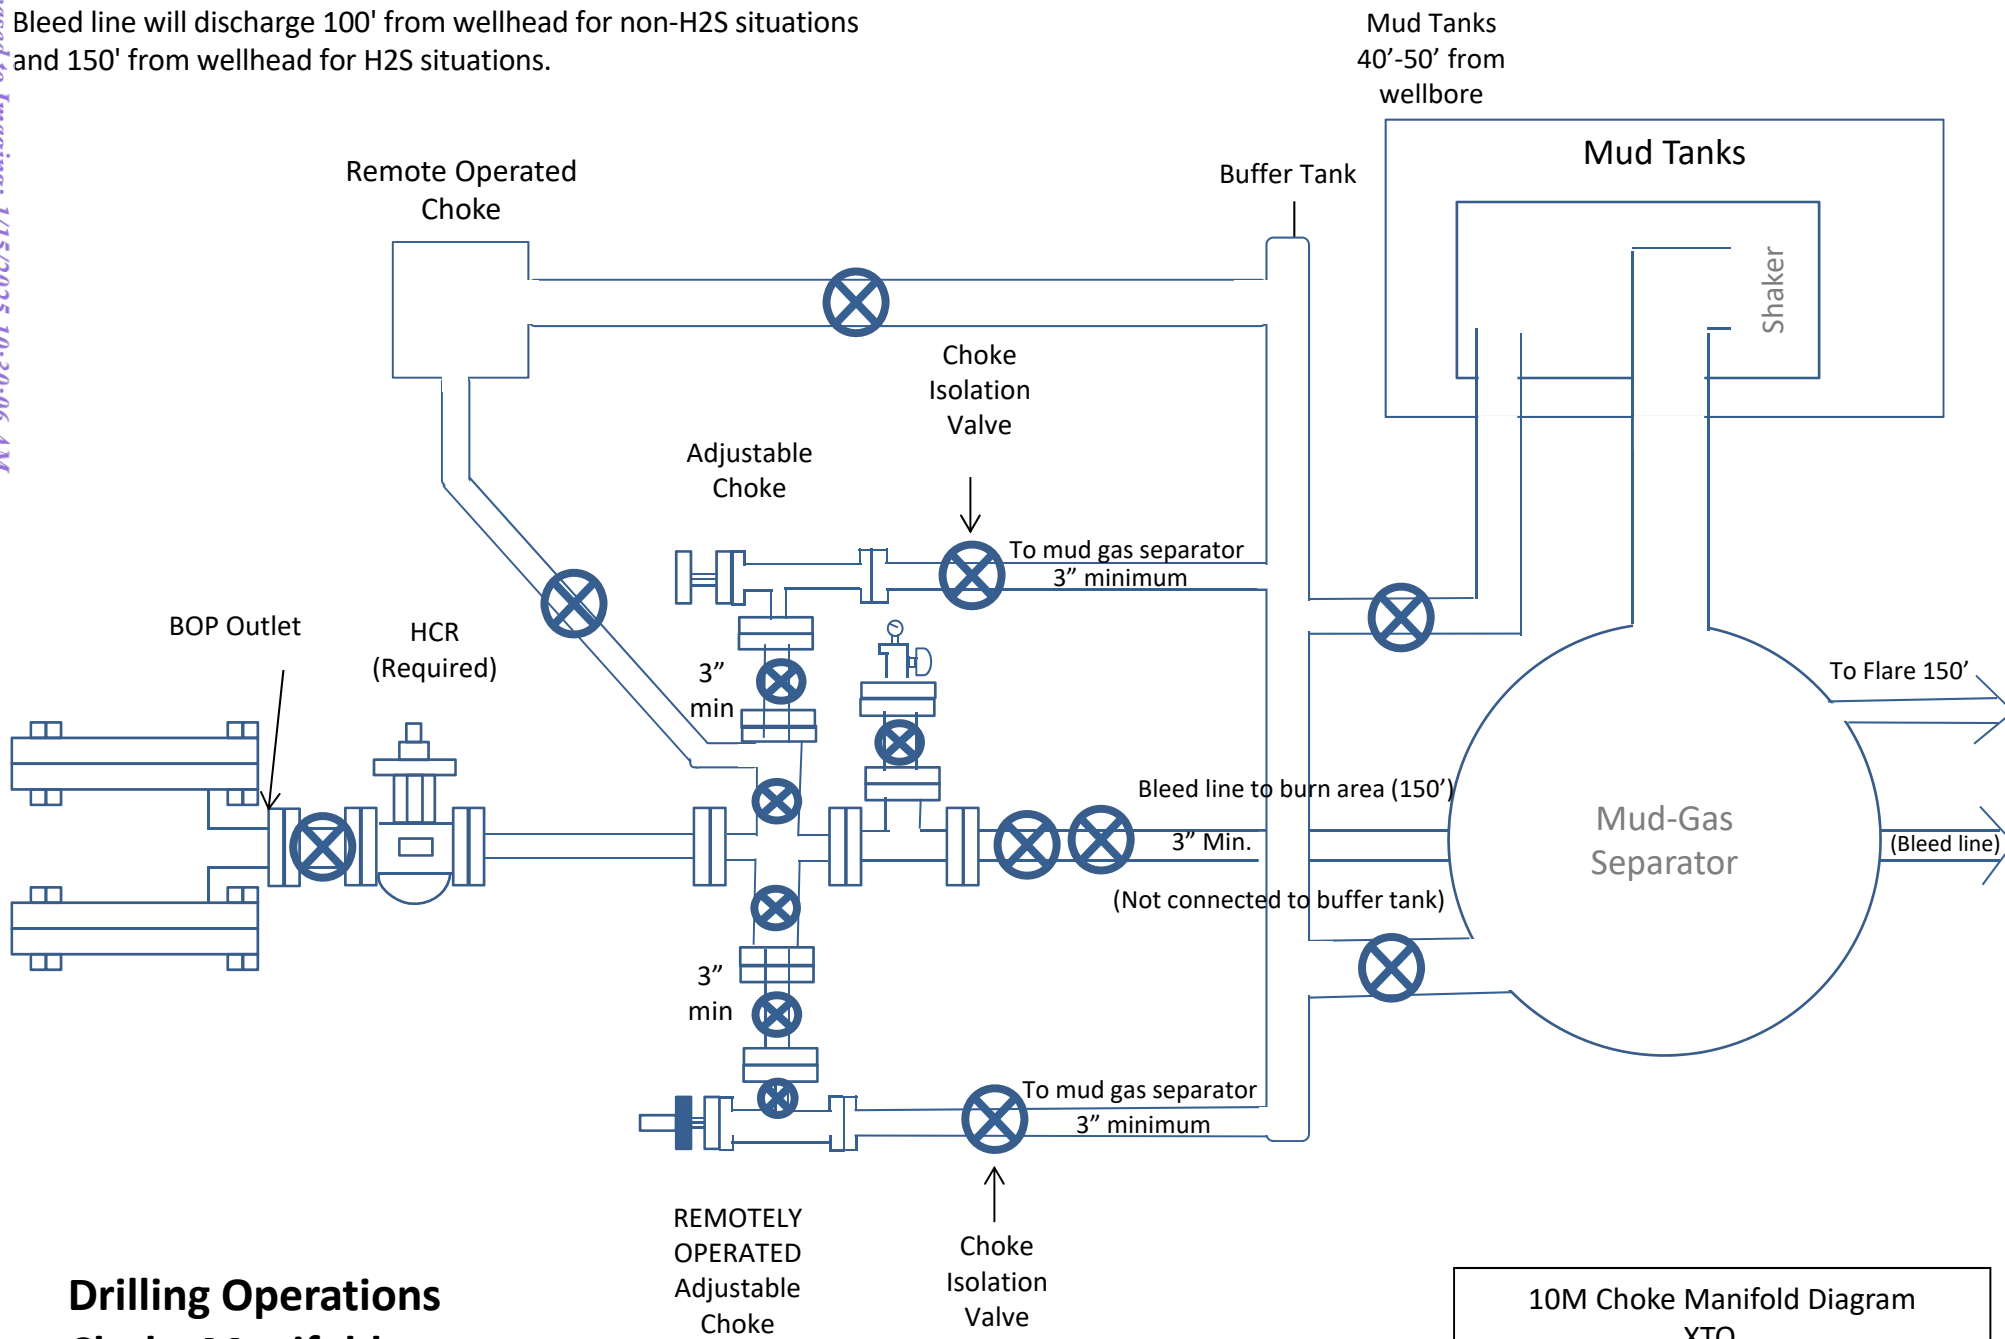 Bleed line will discharge 100' from wellhead for non-H2S situations
and 150' from wellhead for H2S situations.
Mud Tanks
40’-50’ from
wellbore
Mud Tanks
Remote Operated
Choke
Buffer Tank
Shaker
Choke
Isolation
Valve
Adjustable
Choke
To mud gas separator
3” minimum
BOP Outlet
HCR
(Required)
3”
min
To Flare 150’
Bleed line to burn area (150’)
3” Min.
(Not connected to buffer tank)
Mud-Gas
Separator
(Bleed line)
3”
min
To mud gas separator
3” minimum
REMOTELY
OPERATED
Adjustable
Choke
Choke
Isolation
Valve
Drilling Operations
10M Choke Manifold Diagram
XTO